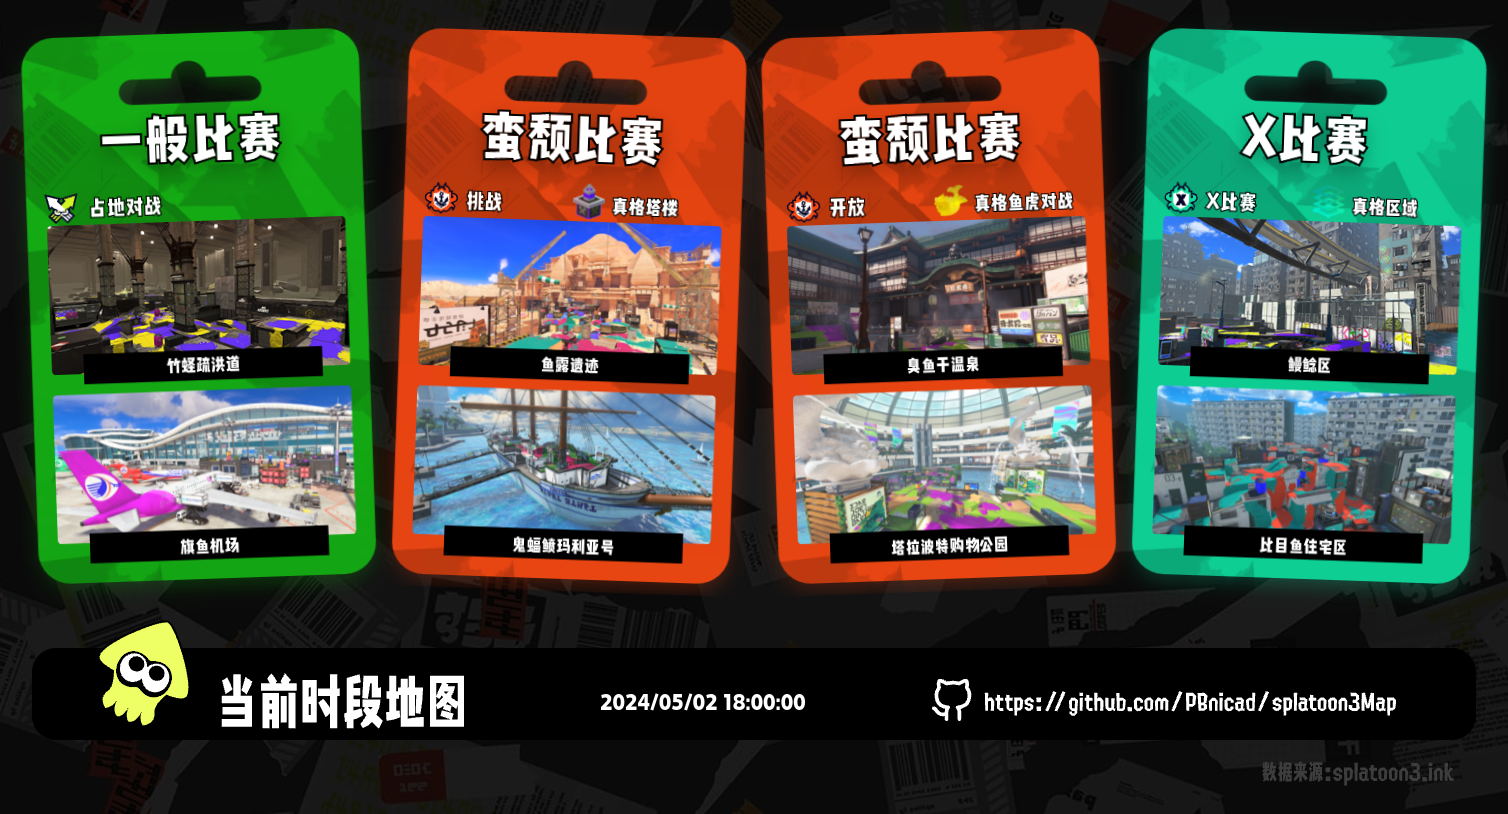 一般比赛
占地对战
竹蛏疏洪道
旗鱼机场
蛮颓比赛
挑战
真格塔楼
鱼露遗迹
鬼蝠鲼玛利亚号
蛮颓比赛
开放
真格鱼虎对战
臭鱼干温泉
塔拉波特购物公园
X比赛
X比赛
真格区域
鳗鲶区
比目鱼住宅区
当前时段地图
2024/05/02 18:00:00
https://github.com/PBnicad/splatoon3Map
数据来源:splatoon3.ink